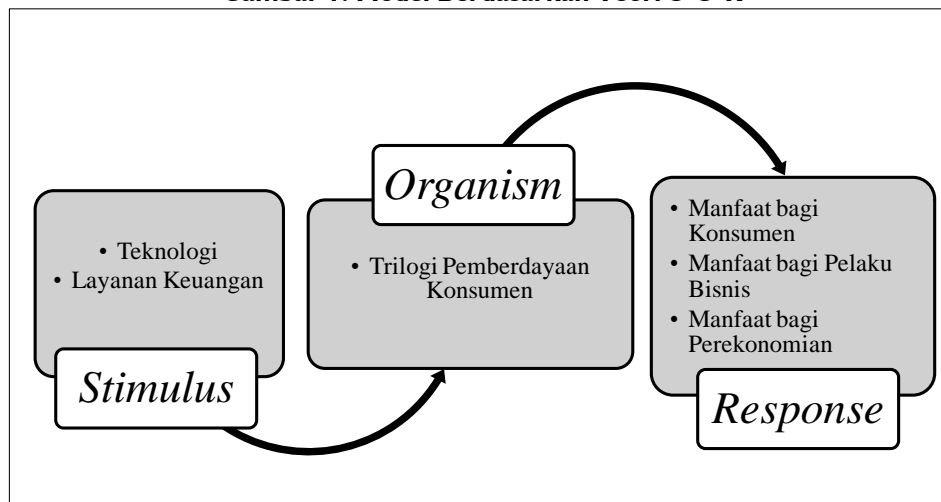 • Teknologi
• Layanan Keuangan
Stimulus
Organism
• Trilogi Pemberdayaan
Konsumen
• Manfaat bagi
Konsumen
• Manfaat bagi Pelaku
Bisnis
• Manfaat bagi
Perekonomian
Response